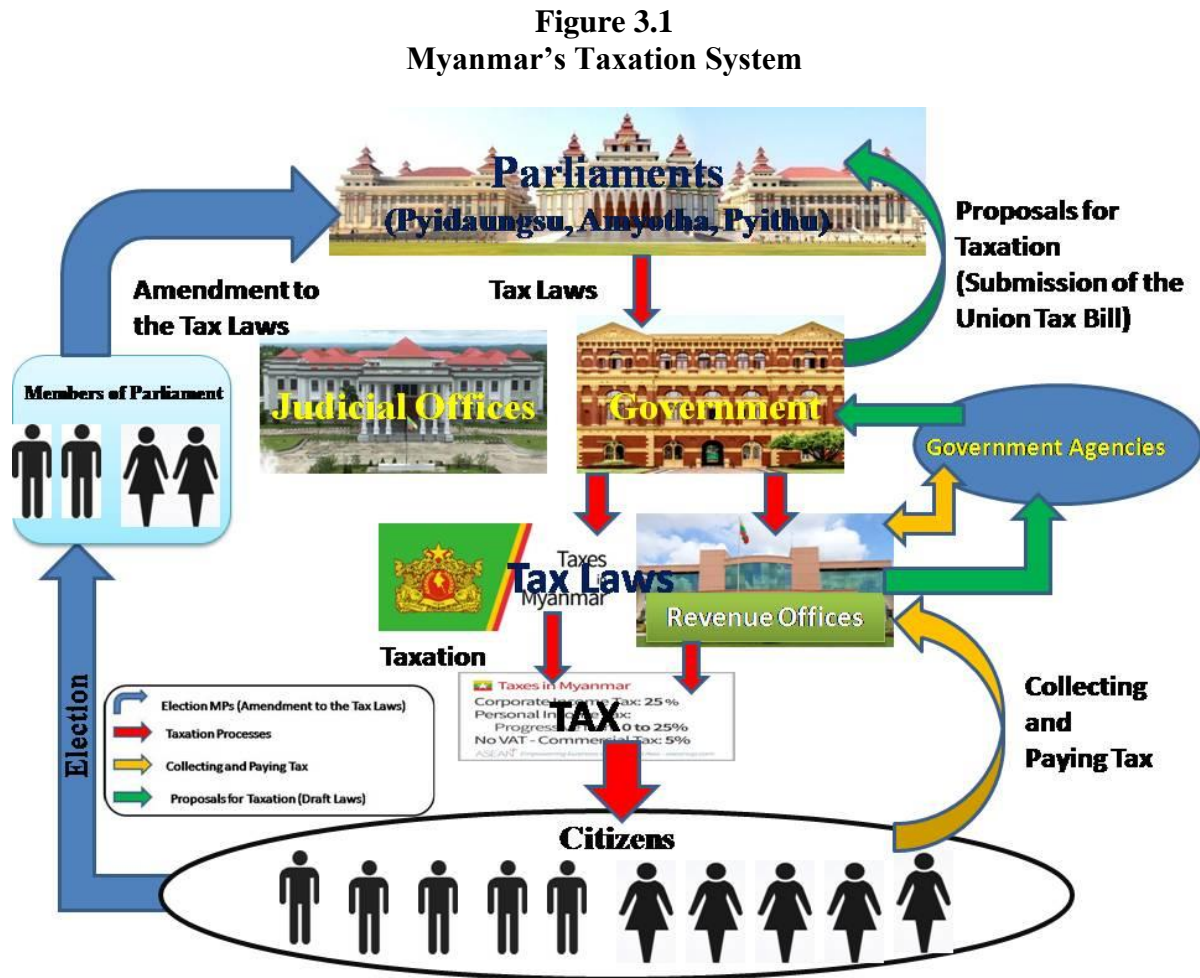 Figure 3.1
Myanmar's Taxation System
Parliaments
(Pyidaungsu, Amyotha, Pyithu)
Proposals for
Taxation
(Submission of the
Union Tax Bill)
Amendment to
the Tax Laws
Tax Laws
Members of Parliament
Judicial Offices
Government
Government Agencies
Taxes
Myanmar
Tax Laws
Revenue Offices
Taxation
Taxes in Myanmar
Corporate Income Tax: 25%
Personal Income Tax:
Progressive 0 to 25%
No VAT - Commercial Tax: 5%
ASEAN
TAX
Collecting
and
Paying Tax
Election
Election MPs (Amendment to the Tax Laws)
Taxation Processes
Collecting and Paying Tax
Proposals for Taxation (Draft Laws)
Citizens